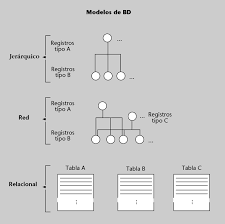 Modelos de BD
Registros
tipo A
...
Jerárquico
Registros
tipo B
...
Registros
tipo A
...
Registros
tipo C
...
Red
Registros
tipo B
...
Tabla A
Tabla B
Tabla C
Relacional